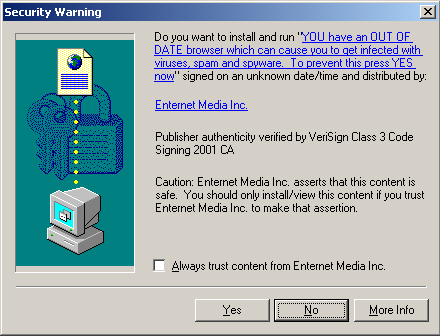 Security Warning
Do you want to install and run "YOU have an OUT OF
DATE browser which can cause you to get infected with
viruses, spam and spyware.  To prevent this press YES
now" signed on an unknown date/time and distributed by:
Enternet Media Inc.
Publisher authenticity verified by VeriSign Class 3 Code
Signing 2001 CA
Caution: Enternet Media Inc. asserts that this content is
safe.  You should only install/view this content if you trust
Enternet Media Inc. to make that assertion.
Always trust content from Enternet Media Inc.
Yes No More Info